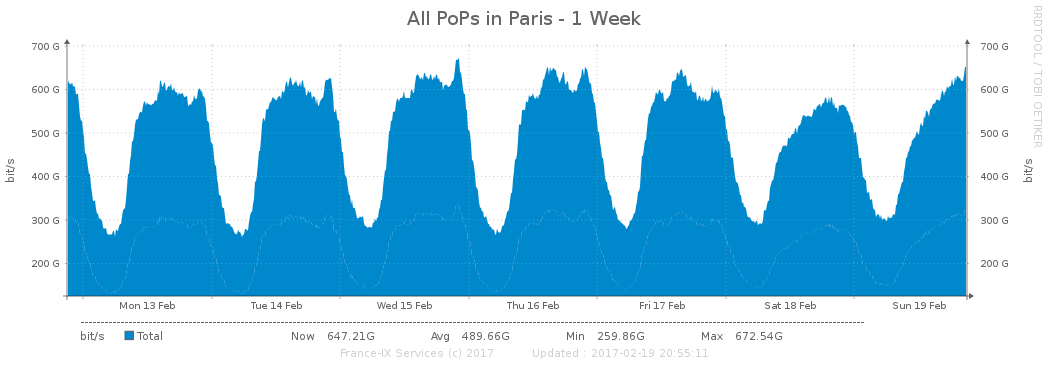 All PoPs in Paris - 1 Week
RRDTOOL / TOBI OETIKER
700 G 700 G
600 G 600 G
500 G 500 G
400 G 400 G
300 G 300 G
200 G 200 G
bit/s bit/s
Mon 13 Feb Tue 14 Feb Wed 15 Feb Thu 16 Feb Fri 17 Feb Sat 18 Feb Sun 19 Feb
bit/s Total Now 647.21G Avg 489.66G Min 259.86G Max 672.54G
France-IX Services (c) 2017 Updated : 2017-02-19 20:55:11